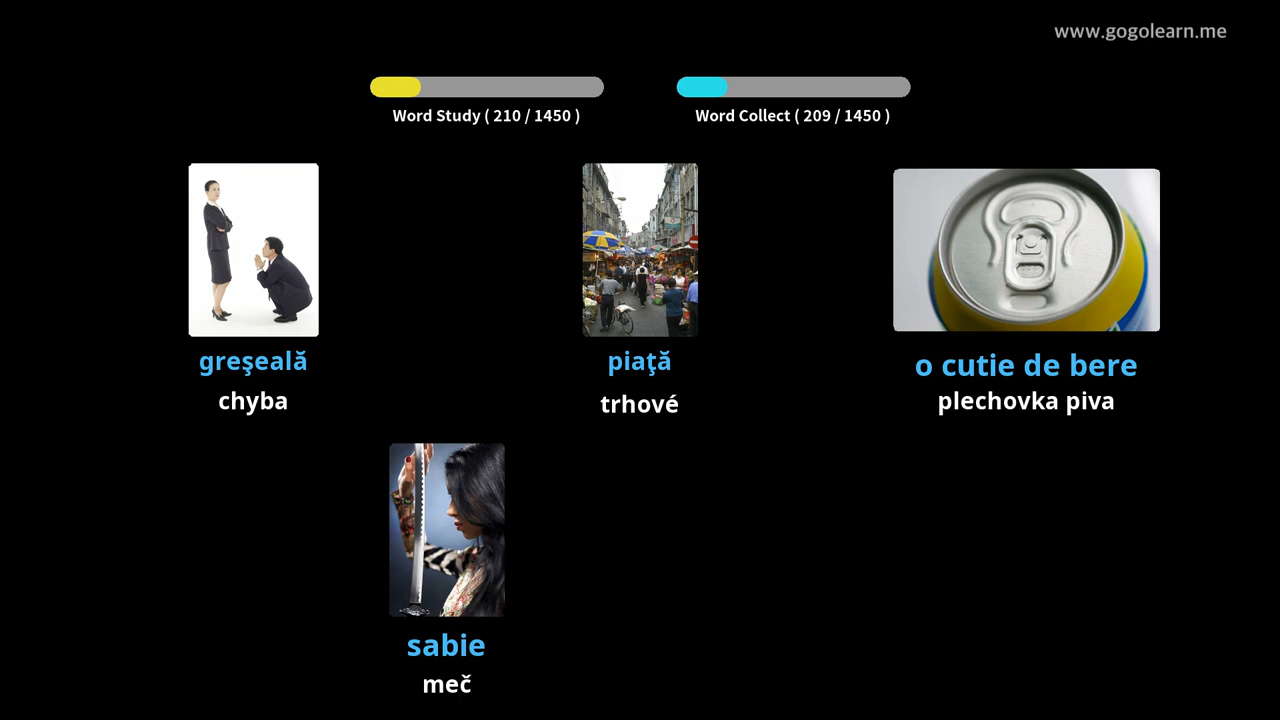 www.gogolearn.me
Word Study ( 210 / 1450 )
Word Collect ( 209 / 1450 )
greşeală
chyba
piaţă
trhové
o cutie de bere
plechovka piva
sabie
meč